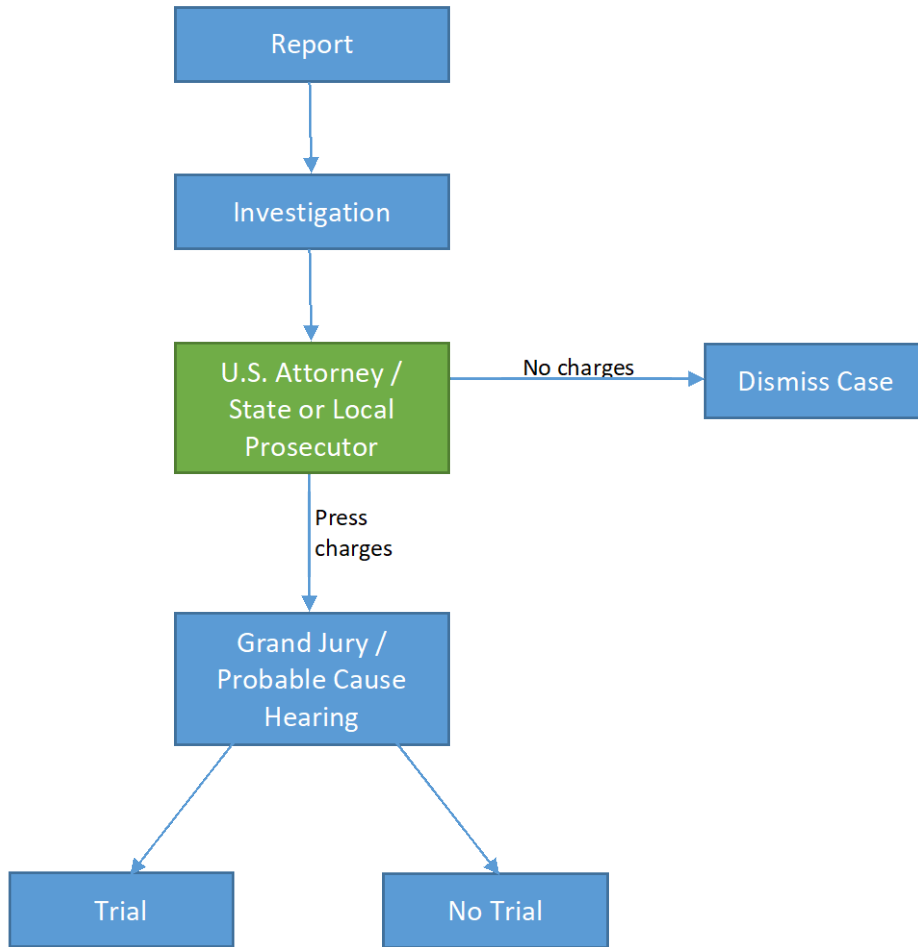 Report
Investigation
U.S. Attorney /
State or Local
Prosecutor
No charges
Dismiss Case
Press
charges
Grand Jury /
Probable Cause
Hearing
Trial
No Trial